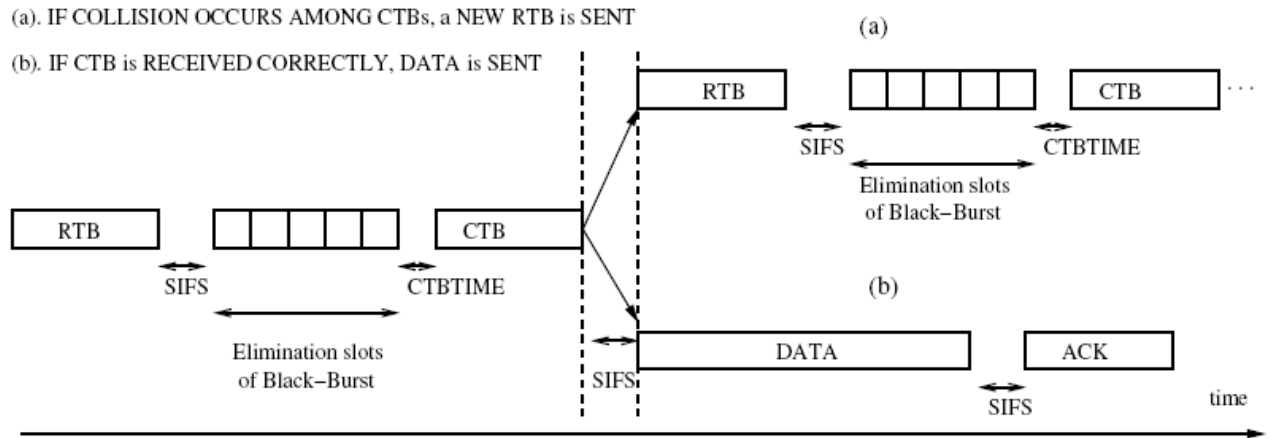 (a). IF COLLISION OCCURS AMONG CTBs, a NEW RTB is SENT
(b). IF CTB is RECEIVED CORRECTLY, DATA is SENT
(a)
RTB
CTB
. . .
SIFS
CTBTIME
Elimination slots
of Black−Burst
RTB
CTB
SIFS
CTBTIME
Elimination slots
of Black−Burst
(b)
DATA
ACK
SIFS
SIFS
time